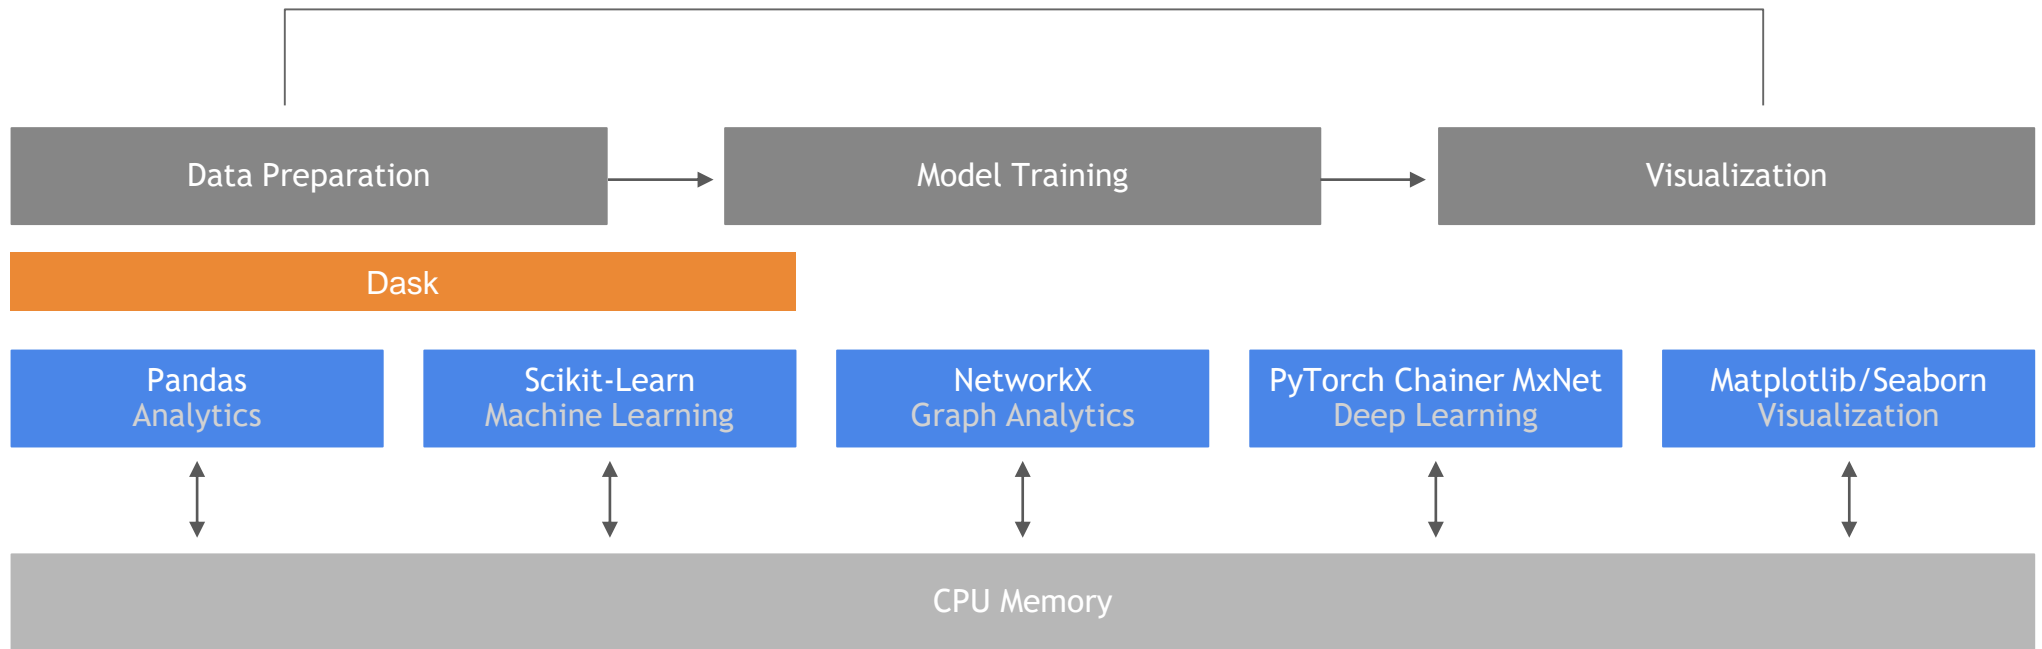 Data Preparation
Model Training
Visualization
Dask
Pandas
Analytics
Scikit-Learn
Machine Learning
NetworkX
Graph Analytics
PyTorch Chainer MxNet
Deep Learning
Matplotlib/Seaborn
Visualization
CPU Memory